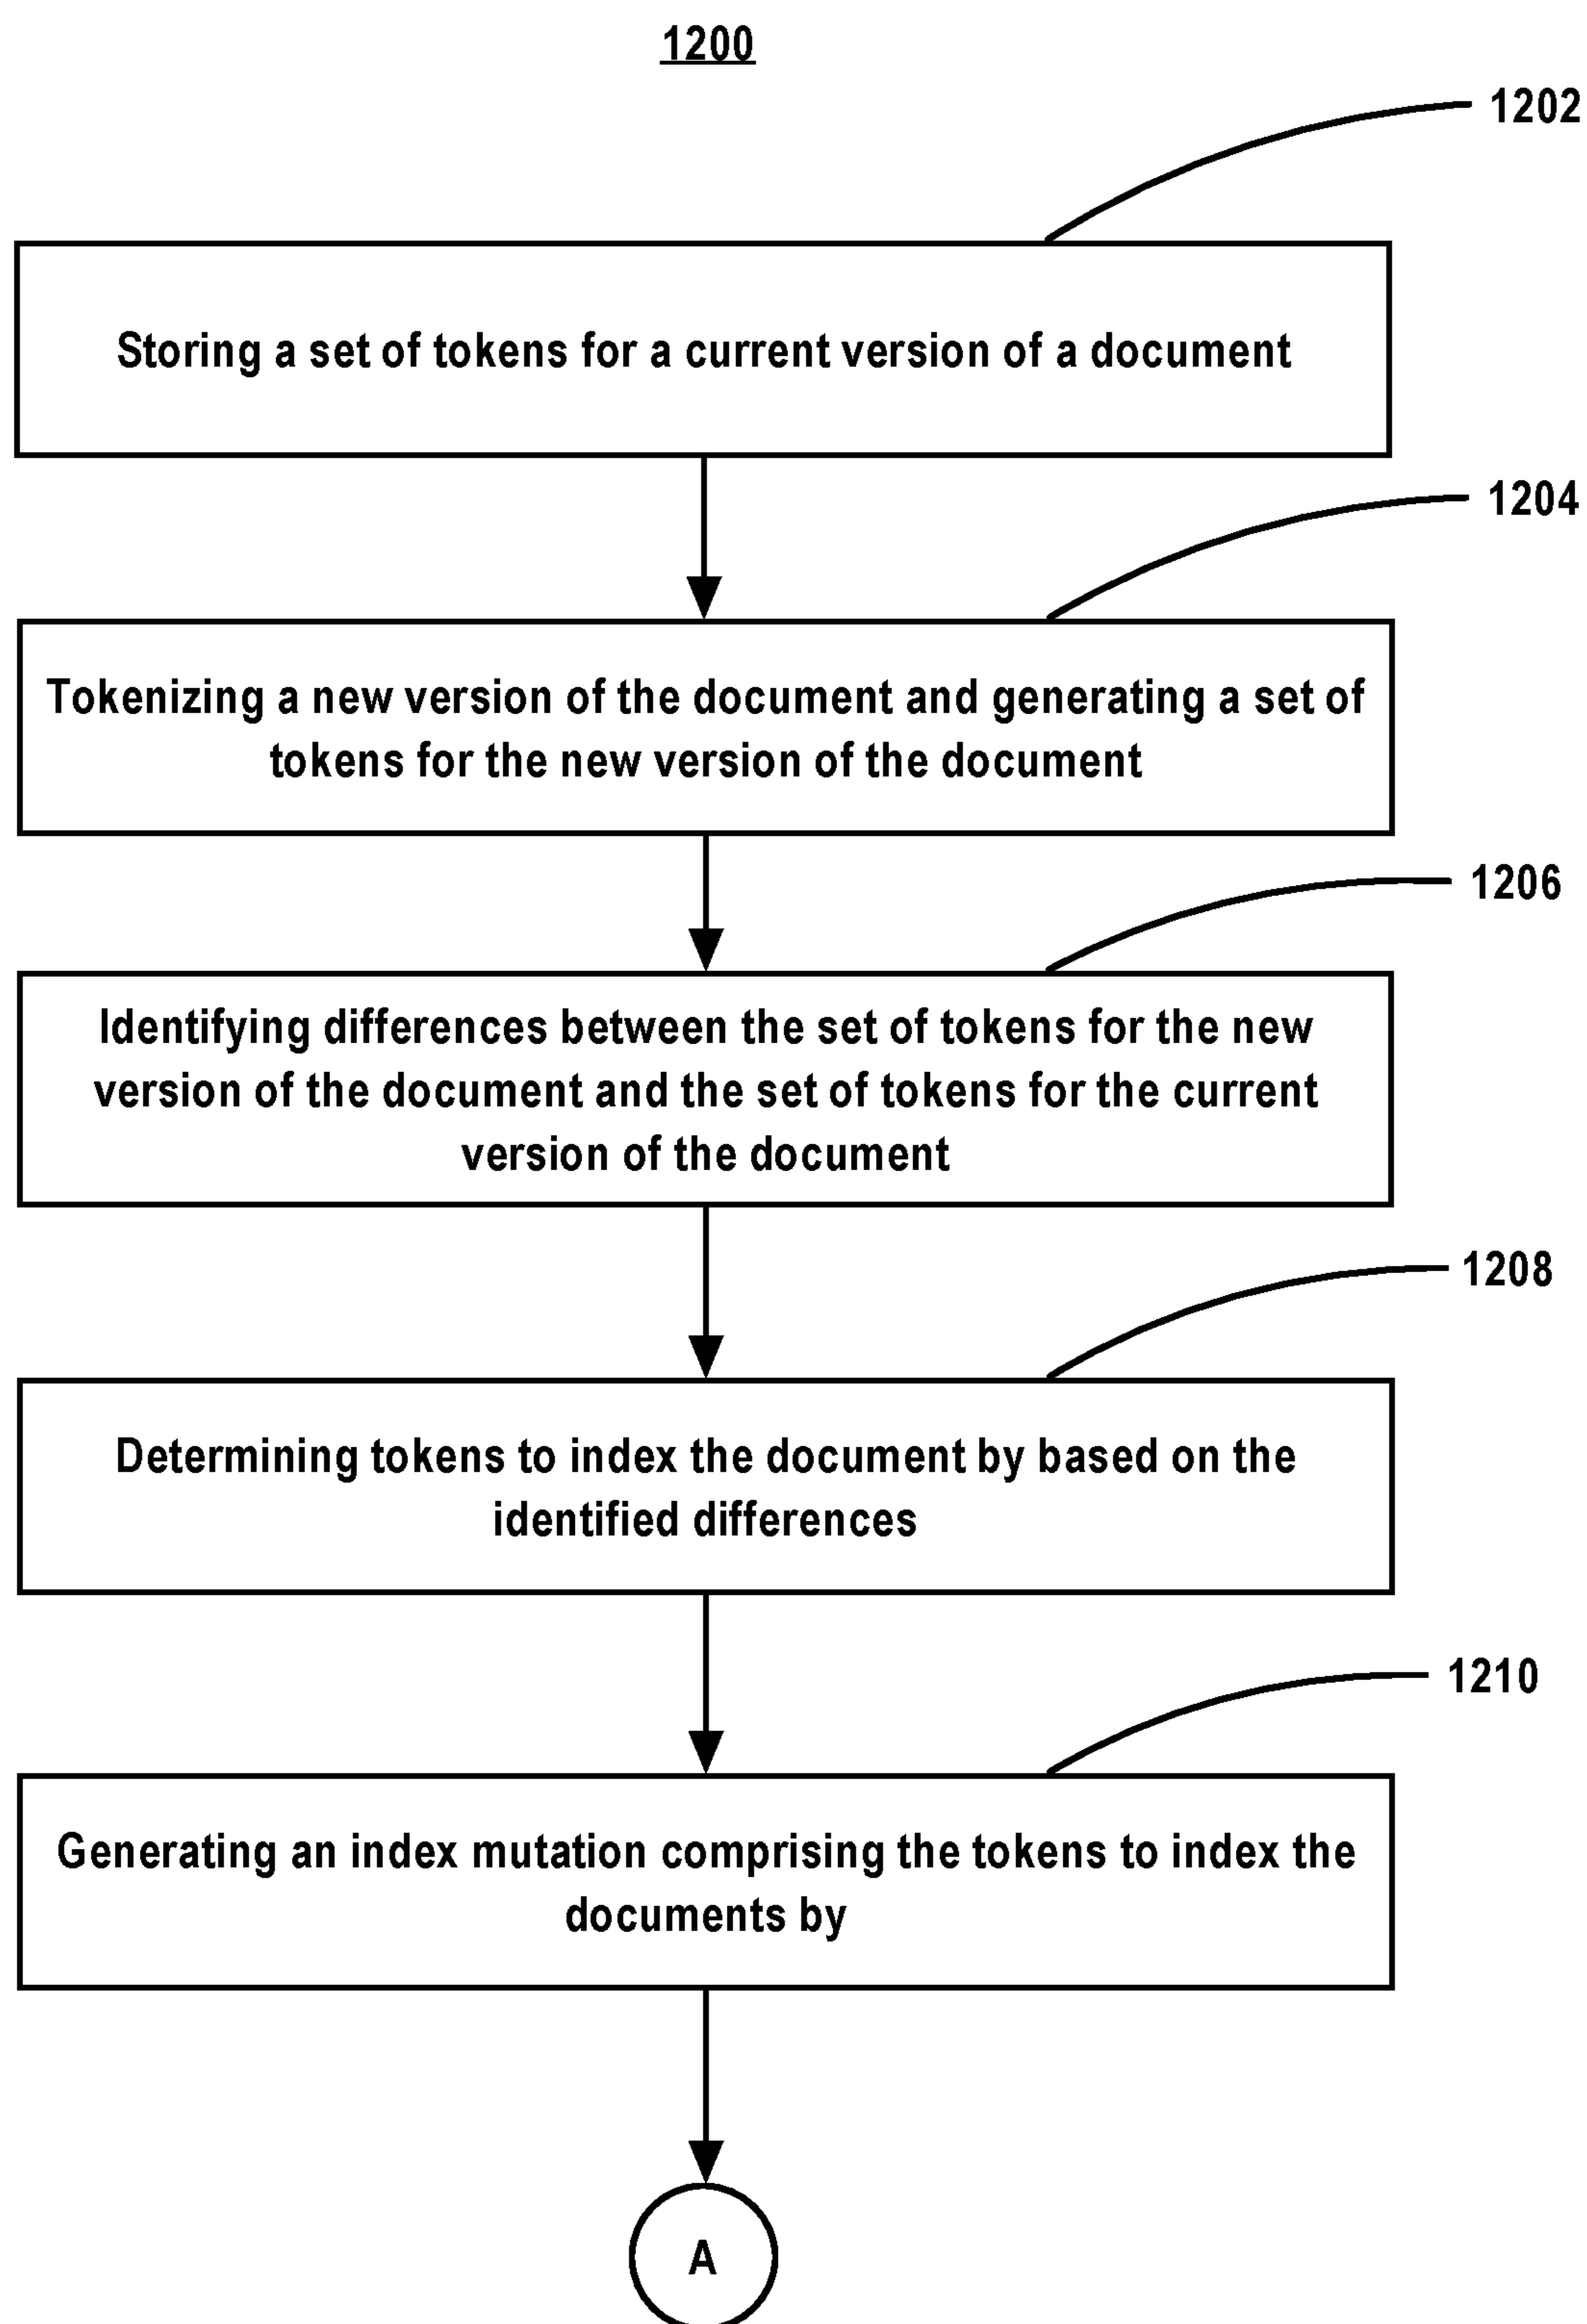 1200
1202
Storing a set of tokens for a current version of a document
1204
Tokenizing a new version of the document and generating a set of
tokens for the new version of the document
1206
Identifying differences between the set of tokens for the new
version of the document and the set of tokens for the current
version of the document
1208
Determining tokens to index the document by based on the
identified differences
1210
Generating an index mutation comprising the tokens to index the
documents by
A